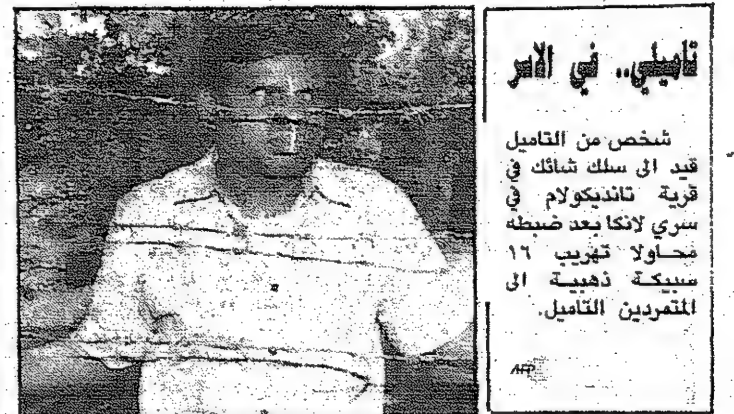 تاميلي.. في الاسر
شخص من التاميل
قيد الى سلك شائك في
قرية تانديكولام في
سري لانكا بعد ضبطه
محاولا تهريب ١٦
سبيكة ذهبية الى
المتمردين التاميل.
AFP